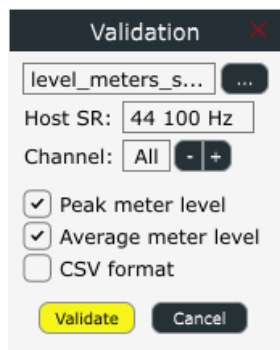 Validation
level_meters_s... ...
Host SR: 44 100 Hz
Channel: All - +
Peak meter level
Average meter level
CSV format
Validate Cancel